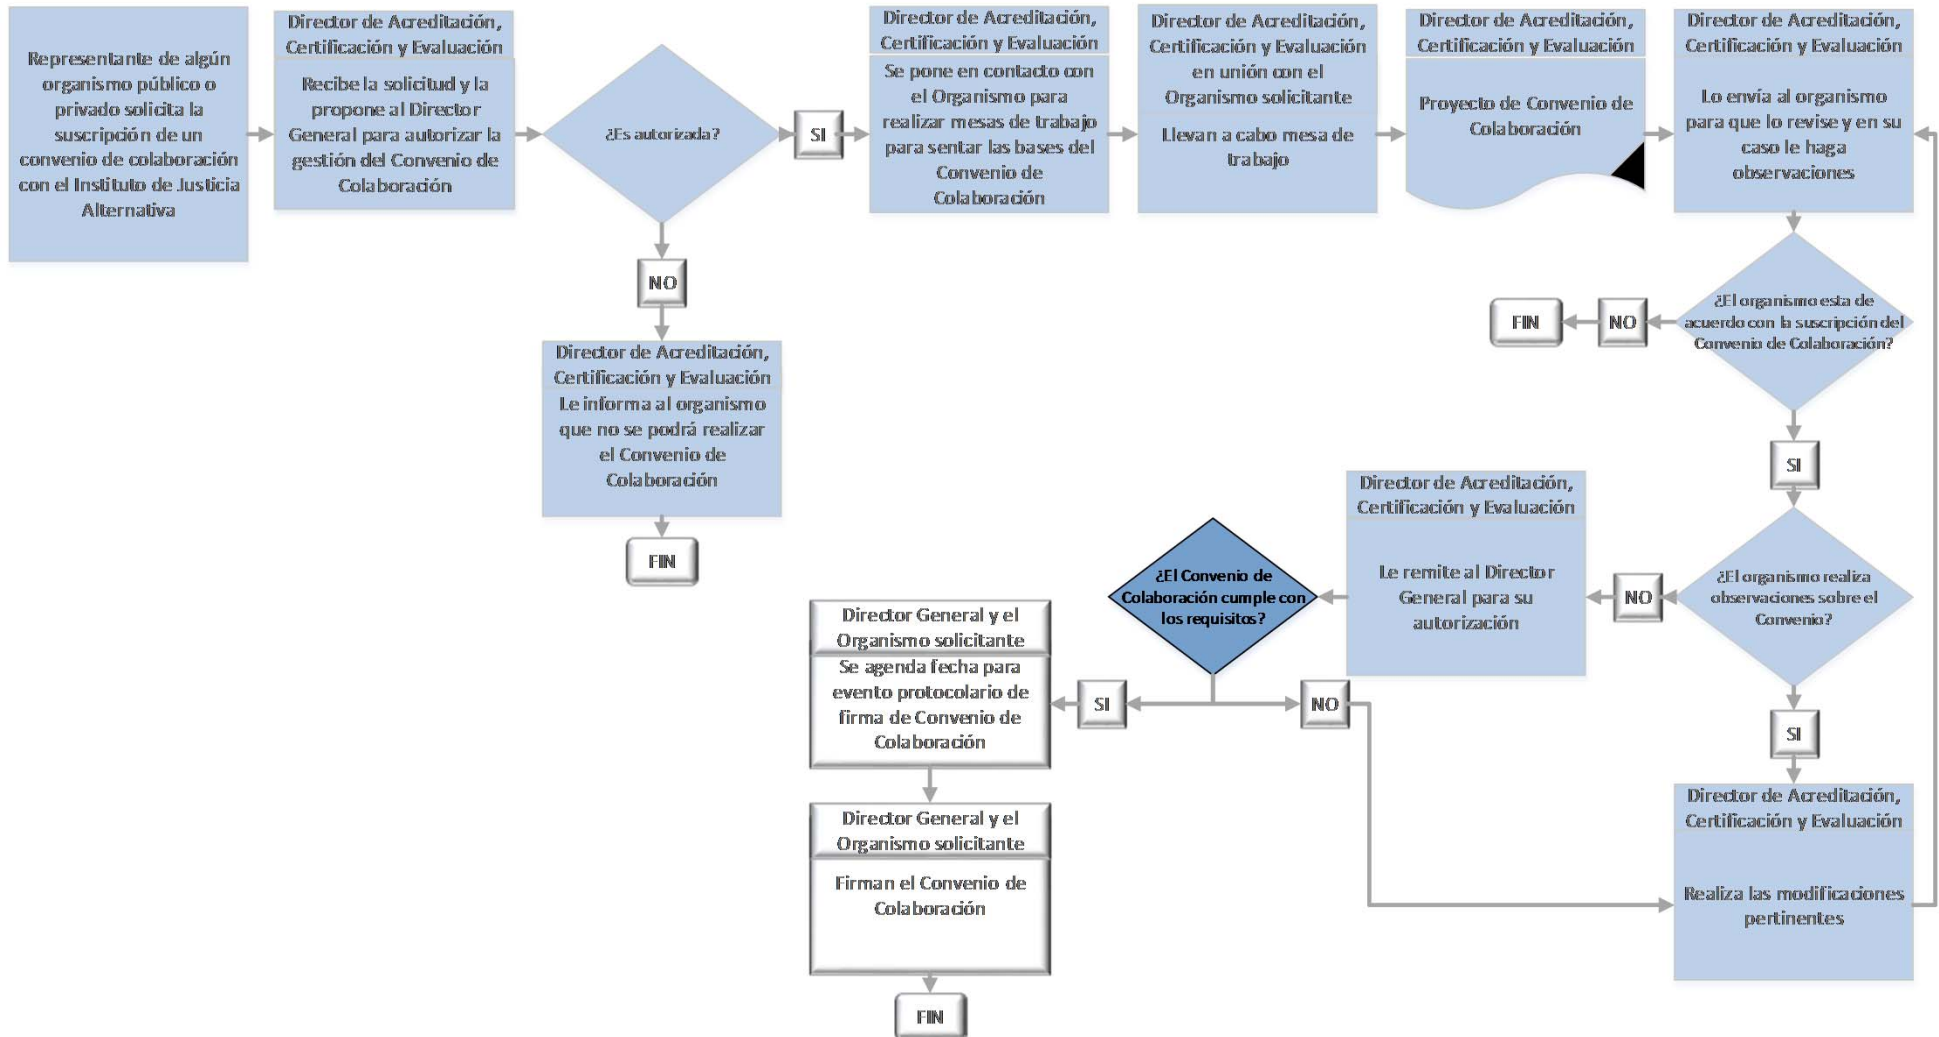 Representante de algún
organismo público o
privado solicita la
suscripción de un
convenio de colaboración
con el Instituto de Justicia
Alternativa
Director de Acreditación,
Certificación y Evaluación
Recibe la solicitud y la
propone al Director
General para autorizar la
gestión del Convenio de
Colaboración
¿Es autorizada?
SI
Director de Acreditación,
Certificación y Evaluación
Se pone en contacto con
el Organismo para
realizar mesas de trabajo
para sentar las bases del
Convenio de
Colaboración
Director de Acreditación,
Certificación y Evaluación
en unión con el
Organismo solicitante
Llevan a cabo mesa de
trabajo
Director de Acreditación,
Certificación y Evaluación
Proyecto de Convenio de
Colaboración
Director de Acreditación,
Certificación y Evaluación
Lo envía al organismo
para que lo revise y en su
caso le haga
observaciones
NO
Director de Acreditación,
Certificación y Evaluación
Le informa al organismo
que no se podrá realizar
el Convenio de
Colaboración
FIN
¿El organismo esta de
acuerdo con la suscripción del
Convenio de Colaboración?
NO
FIN
SI
¿El organismo realiza
observaciones sobre el
Convenio?
NO
Director de Acreditación,
Certificación y Evaluación
Le remite al Director
General para su
autorización
¿El Convenio de
Colaboración cumple con
los requisitos?
SI
NO
Director General y el
Organismo solicitante
Se agenda fecha para
evento protocolario de
firma de Convenio de
Colaboración
Director General y el
Organismo solicitante
Firman el Convenio de
Colaboración
FIN
SI
Director de Acreditación,
Certificación y Evaluación
Realiza las modificaciones
pertinentes